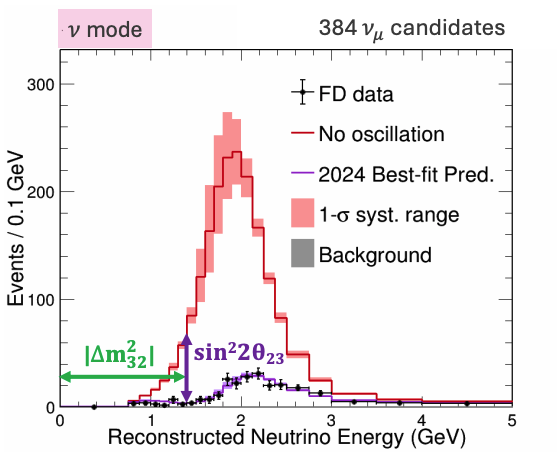 ν mode
384 νμ candidates
300
200
100
0
Events / 0.1 GeV
FD data
No oscillation
2024 Best-fit Pred.
1-σ syst. range
Background
|Δm²₃₂|
sin²2θ₂₃
0 1 2 3 4 5
Reconstructed Neutrino Energy (GeV)